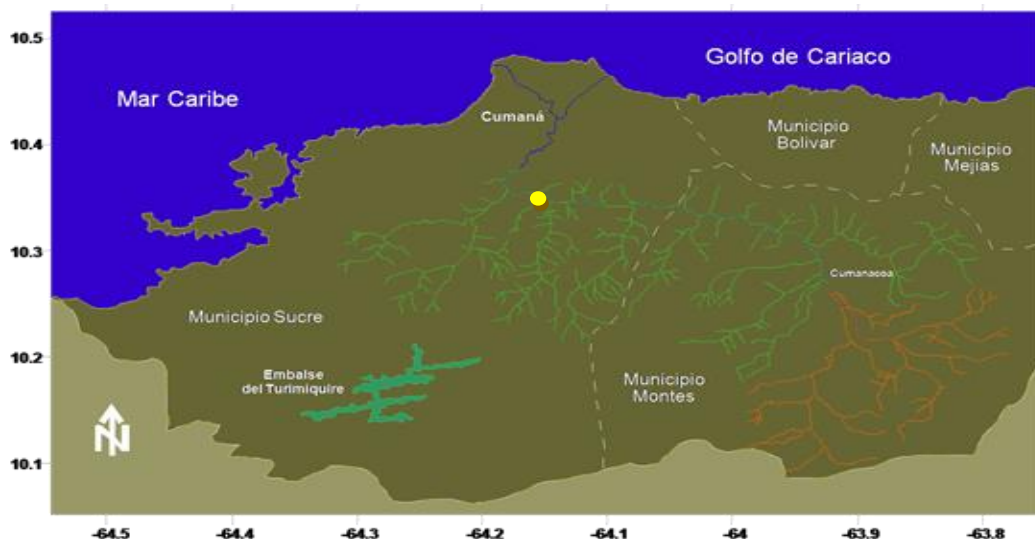 10.5
Golfo de Cariaco
Mar Caribe
Cumaná
Municipio
Bolivar
10.4
Municipio
Mejias
10.3
Cumanacoa
Municipio Sucre
10.2
Embalse
del Turimiquire
Municipio
Montes
N
10.1
-64.5
-64.4
-64.3
-64.2
-64.1
-64
-63.9
-63.8